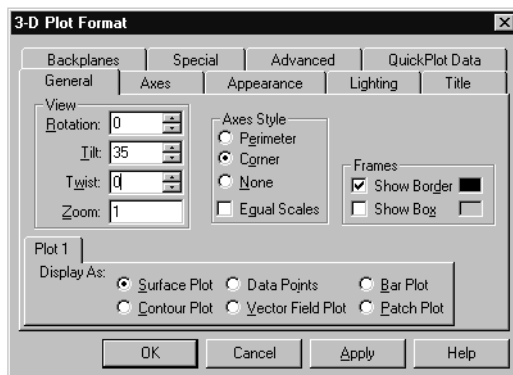 3-D Plot Format
Backplanes Special Advanced QuickPlot Data
General Axes Appearance Lighting Title
View
Rotation: 0
Tilt: 35
Twist: 0
Zoom: 1
Axes Style
Perimeter
Corner
None
Equal Scales
Frames
Show Border
Show Box
Plot 1
Display As:
Surface Plot Data Points Bar Plot
Contour Plot Vector Field Plot Patch Plot
OK Cancel Apply Help